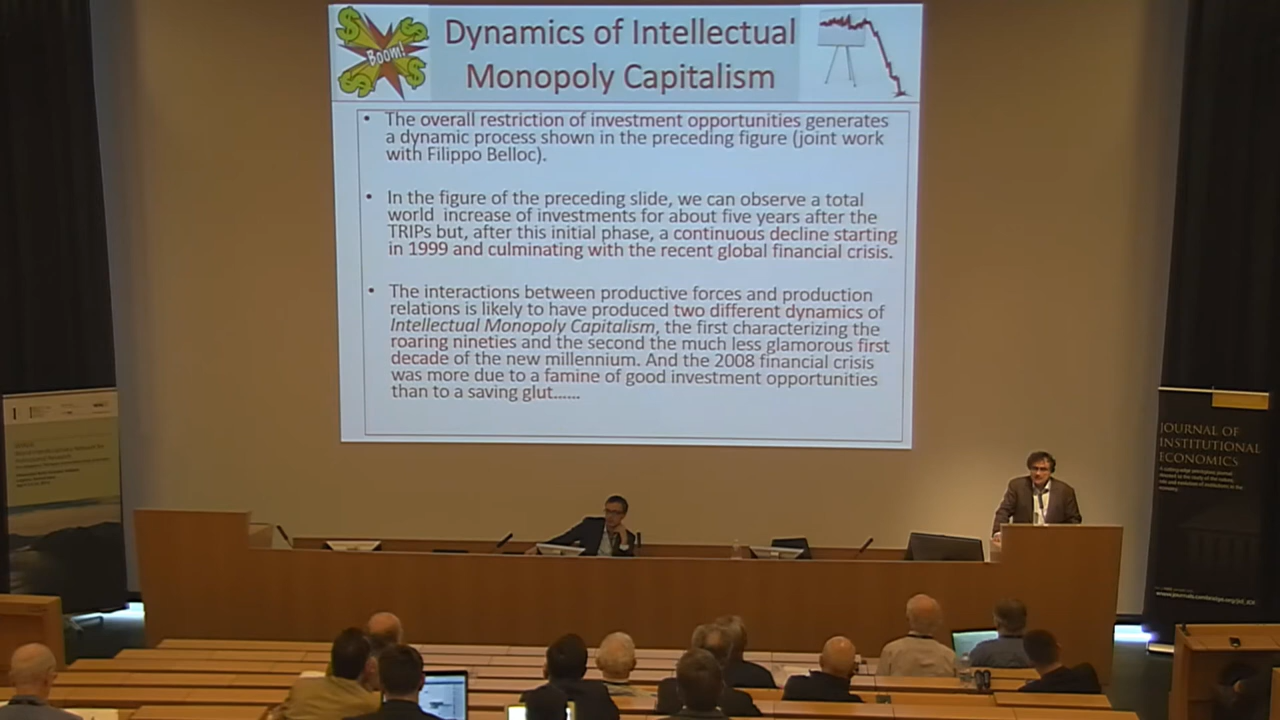 Dynamics of Intellectual
Monopoly Capitalism
Boom!
• The overall restriction of investment opportunities generates
a dynamic process shown in the preceding figure (joint work
with Filippo Belloc).
• In the figure of the preceding slide, we can observe a total
world increase of investments for about five years after the
TRIPs but, after this initial phase, a continuous decline starting
in 1999 and culminating with the recent global financial crisis.
• The interactions between productive forces and production
relations is likely to have produced two different dynamics of
Intellectual Monopoly Capitalism, the first characterizing the
roaring nineties and the second the much less glamorous first
decade of the new millennium. And the 2008 financial crisis
was more due to a famine of good investment opportunities
than to a saving glut......
JOURNAL OF
INSTITUTIONAL
ECONOMICS